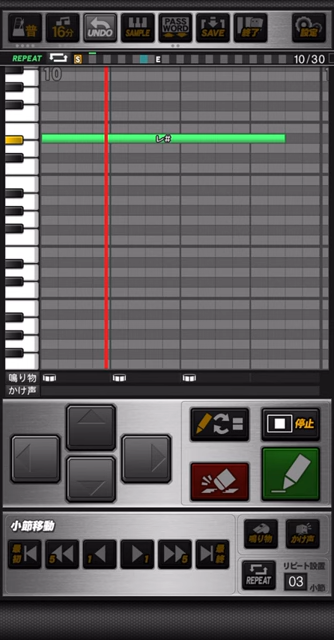 普 16分 UNDO SAMPLE PASS WORD SAVE 終了 設定
REPEAT S E 10/30
10
レ#
鳴り物
かけ声
停止
小節移動
最初 5 1 1 5 最終
鳴り物 かけ声
リピート設置
REPEAT 03 小節